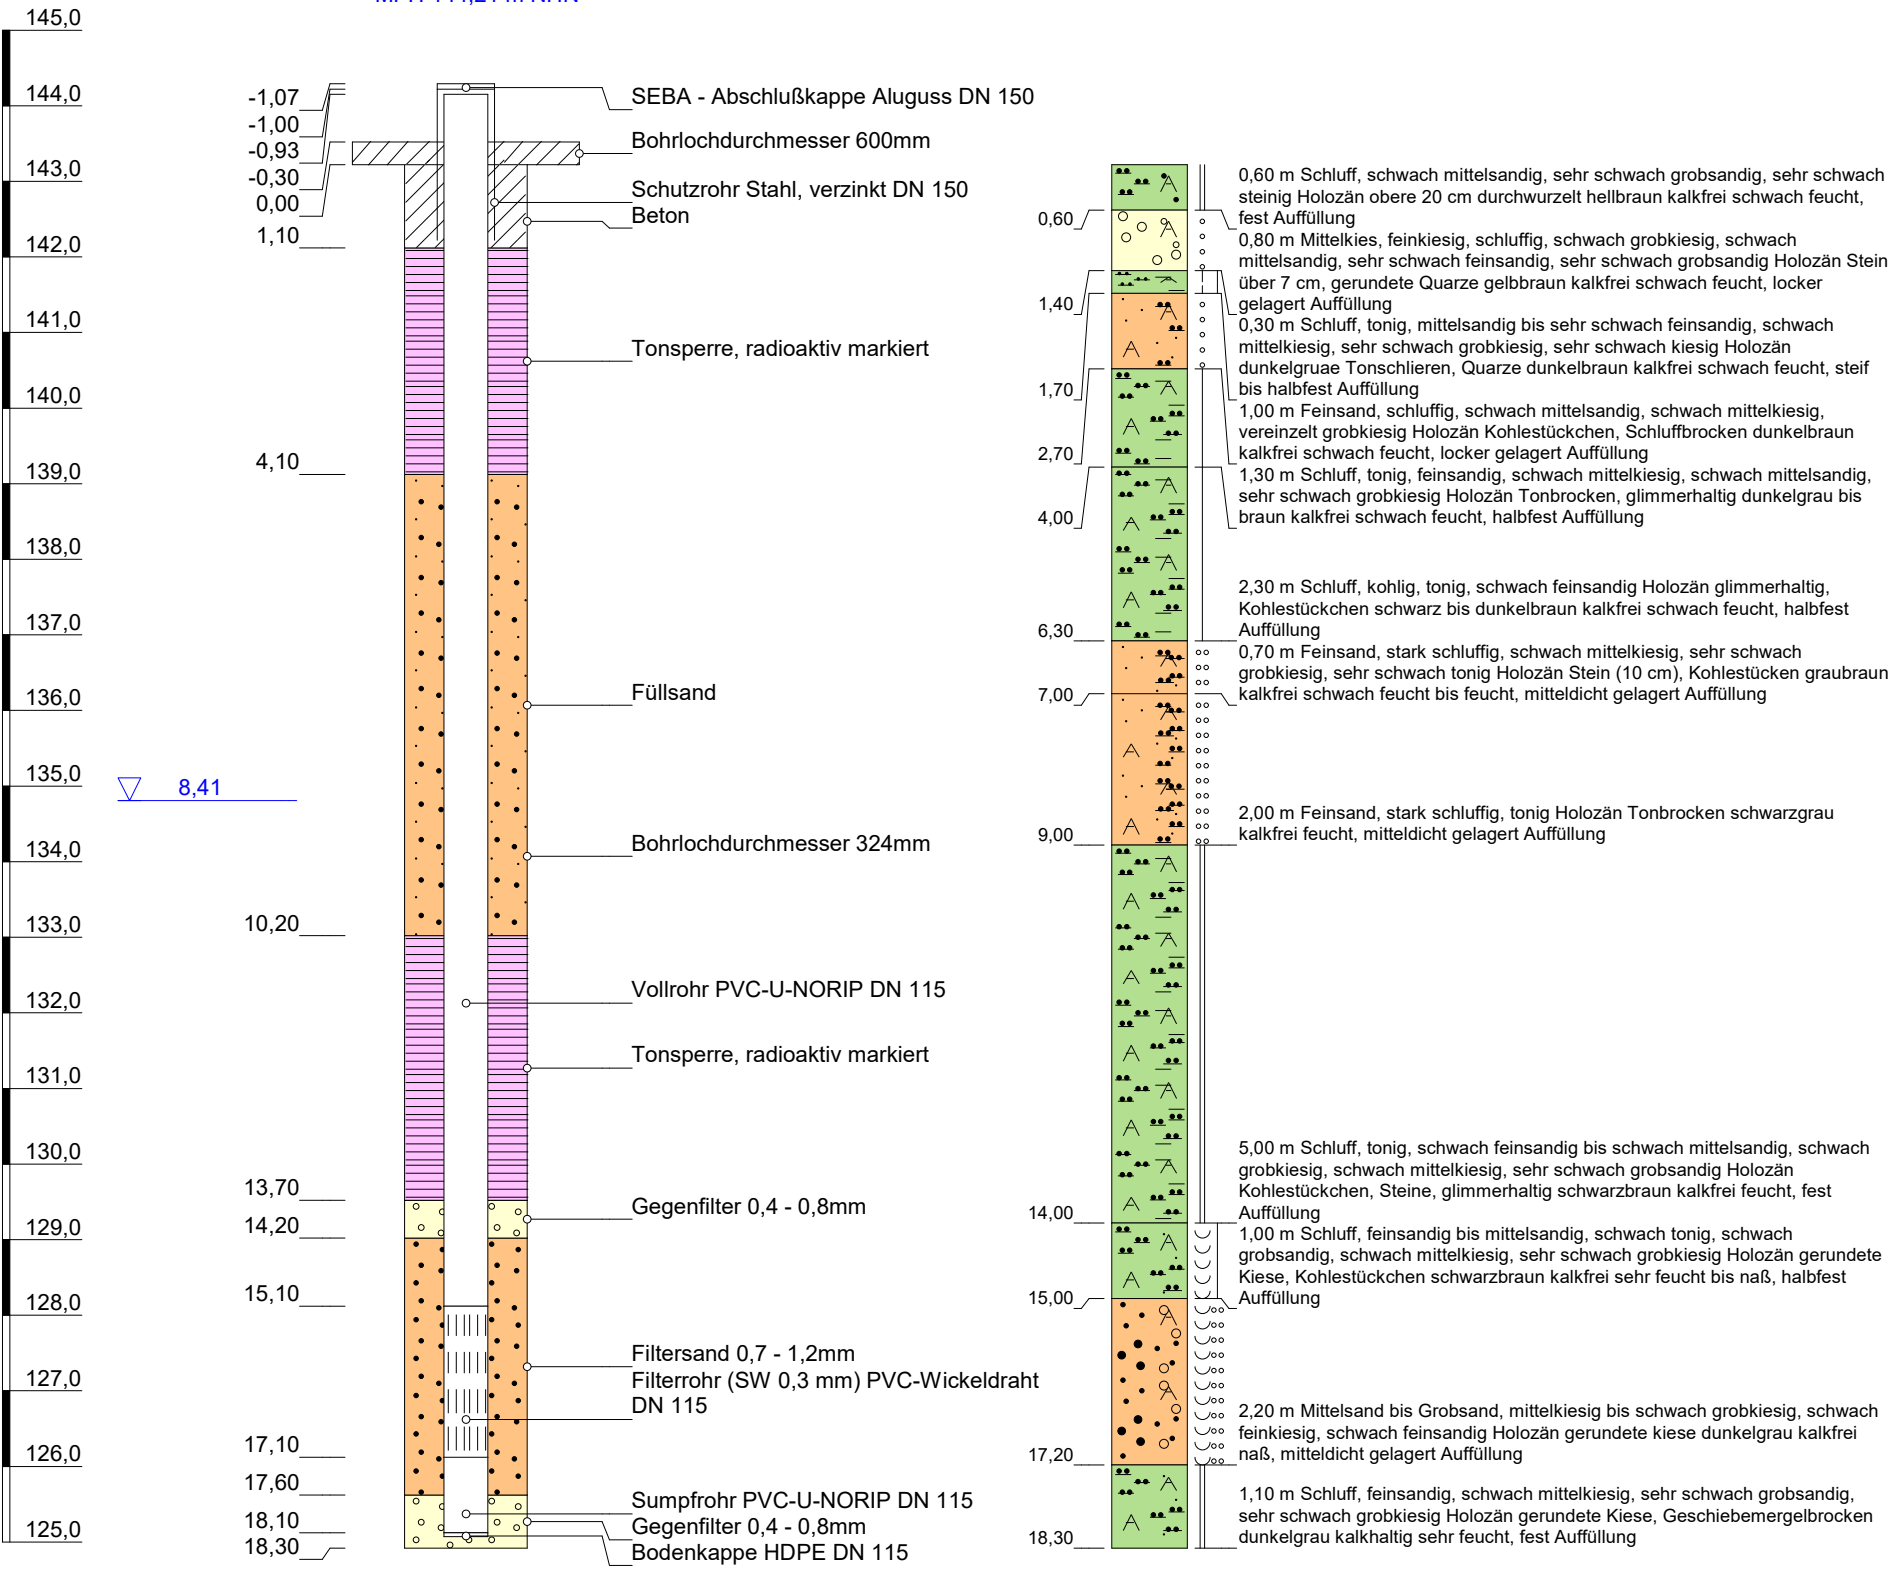 145,0
144,0
143,0
142,0
141,0
140,0
139,0
138,0
137,0
136,0
135,0
134,0
133,0
132,0
131,0
130,0
129,0
128,0
127,0
126,0
125,0
8,41
-1,07
-1,00
-0,93
-0,30
0,00
1,10
4,10
10,20
13,70
14,20
15,10
17,10
17,60
18,10
18,30
SEBA - Abschlußkappe Aluguss DN 150
Bohrlochdurchmesser 600mm
Schutzrohr Stahl, verzinkt DN 150
Beton
Tonsperre, radioaktiv markiert
Füllsand
Bohrlochdurchmesser 324mm
Vollrohr PVC-U-NORIP DN 115
Tonsperre, radioaktiv markiert
Gegenfilter 0,4 - 0,8mm
Filtersand 0,7 - 1,2mm
Filterrohr (SW 0,3 mm) PVC-Wickeldraht
DN 115
Sumpfrohr PVC-U-NORIP DN 115
Gegenfilter 0,4 - 0,8mm
Bodenkappe HDPE DN 115
0,60
1,40
1,70
2,70
4,00
6,30
7,00
9,00
14,00
15,00
17,20
18,30
0,60 m Schluff, schwach mittelsandig, sehr schwach grobsandig, sehr schwach
steinig Holozän obere 20 cm durchwurzelt hellbraun kalkfrei schwach feucht,
fest Auffüllung
0,80 m Mittelkies, feinkiesig, schluffig, schwach grobkiesig, schwach
mittelsandig, sehr schwach feinsandig, sehr schwach grobsandig Holozän Stein
über 7 cm, gerundete Quarze gelbbraun kalkfrei schwach feucht, locker
gelagert Auffüllung
0,30 m Schluff, tonig, mittelsandig bis sehr schwach feinsandig, schwach
mittelkiesig, sehr schwach grobkiesig, sehr schwach kiesig Holozän
dunkelgruae Tonschlieren, Quarze dunkelbraun kalkfrei schwach feucht, steif
bis halbfest Auffüllung
1,00 m Feinsand, schluffig, schwach mittelsandig, schwach mittelkiesig,
vereinzelt grobkiesig Holozän Kohlestückchen, Schluffbrocken dunkelbraun
kalkfrei schwach feucht, locker gelagert Auffüllung
1,30 m Schluff, tonig, feinsandig, schwach mittelkiesig, schwach mittelsandig,
sehr schwach grobkiesig Holozän Tonbrocken, glimmerhaltig dunkelgrau bis
braun kalkfrei schwach feucht, halbfest Auffüllung
2,30 m Schluff, kohlig, tonig, schwach feinsandig Holozän glimmerhaltig,
Kohlestückchen schwarz bis dunkelbraun kalkfrei schwach feucht, halbfest
Auffüllung
0,70 m Feinsand, stark schluffig, schwach mittelkiesig, sehr schwach
grobkiesig, sehr schwach tonig Holozän Stein (10 cm), Kohlestücken graubraun
kalkfrei schwach feucht bis feucht, mitteldicht gelagert Auffüllung
2,00 m Feinsand, stark schluffig, tonig Holozän Tonbrocken schwarzgrau
kalkfrei feucht, mitteldicht gelagert Auffüllung
5,00 m Schluff, tonig, schwach feinsandig bis schwach mittelsandig, schwach
grobkiesig, schwach mittelkiesig, sehr schwach grobsandig Holozän
Kohlestückchen, Steine, glimmerhaltig schwarzbraun kalkfrei feucht, fest
Auffüllung
1,00 m Schluff, feinsandig bis mittelsandig, schwach tonig, schwach
grobsandig, schwach mittelkiesig, sehr schwach grobkiesig Holozän gerundete
Kiese, Kohlestückchen schwarzbraun kalkfrei sehr feucht bis naß, halbfest
Auffüllung
2,20 m Mittelsand bis Grobsand, mittelkiesig bis schwach grobkiesig, schwach
feinkiesig, schwach feinsandig Holozän gerundete kiese dunkelgrau kalkfrei
naß, mitteldicht gelagert Auffüllung
1,10 m Schluff, feinsandig, schwach mittelkiesig, sehr schwach grobsandig,
sehr schwach grobkiesig Holozän gerundete Kiese, Geschiebemergelbrocken
dunkelgrau kalkhaltig sehr feucht, fest Auffüllung